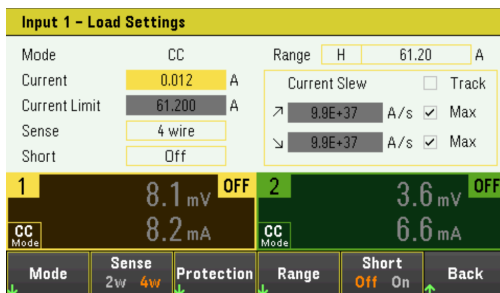 Input 1 – Load Settings
Mode CC Range H 61.20 A
Current 0.012 A Current Slew Track
Current Limit 61.200 A ↗ 9.9E+37 A/s ✓ Max
Sense 4 wire ↘ 9.9E+37 A/s ✓ Max
Short Off
1 8.1 mV OFF 2 3.6 mV OFF
CC Mode 8.2 mA CC Mode 6.6 mA
Mode Sense Protection Range Short Back
2w 4w Off On